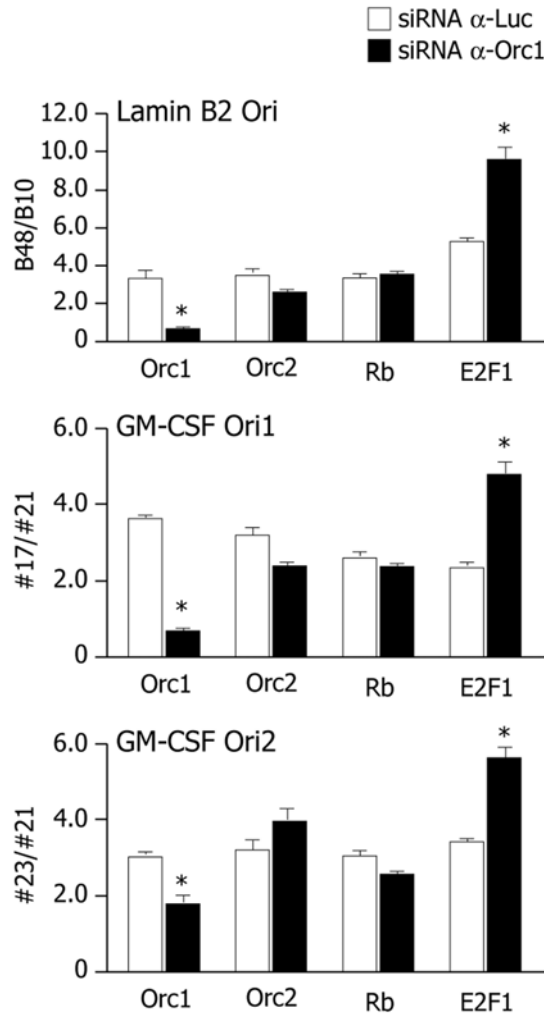 siRNA α-Luc
siRNA α-Orc1
Lamin B2 Ori
B48/B10
12.0
10.0
8.0
6.0
4.0
2.0
0
*
*
Orc1 Orc2 Rb E2F1
GM-CSF Ori1
#17/#21
6.0
4.0
2.0
0
*
*
Orc1 Orc2 Rb E2F1
GM-CSF Ori2
#23/#21
6.0
4.0
2.0
0
*
*
Orc1 Orc2 Rb E2F1